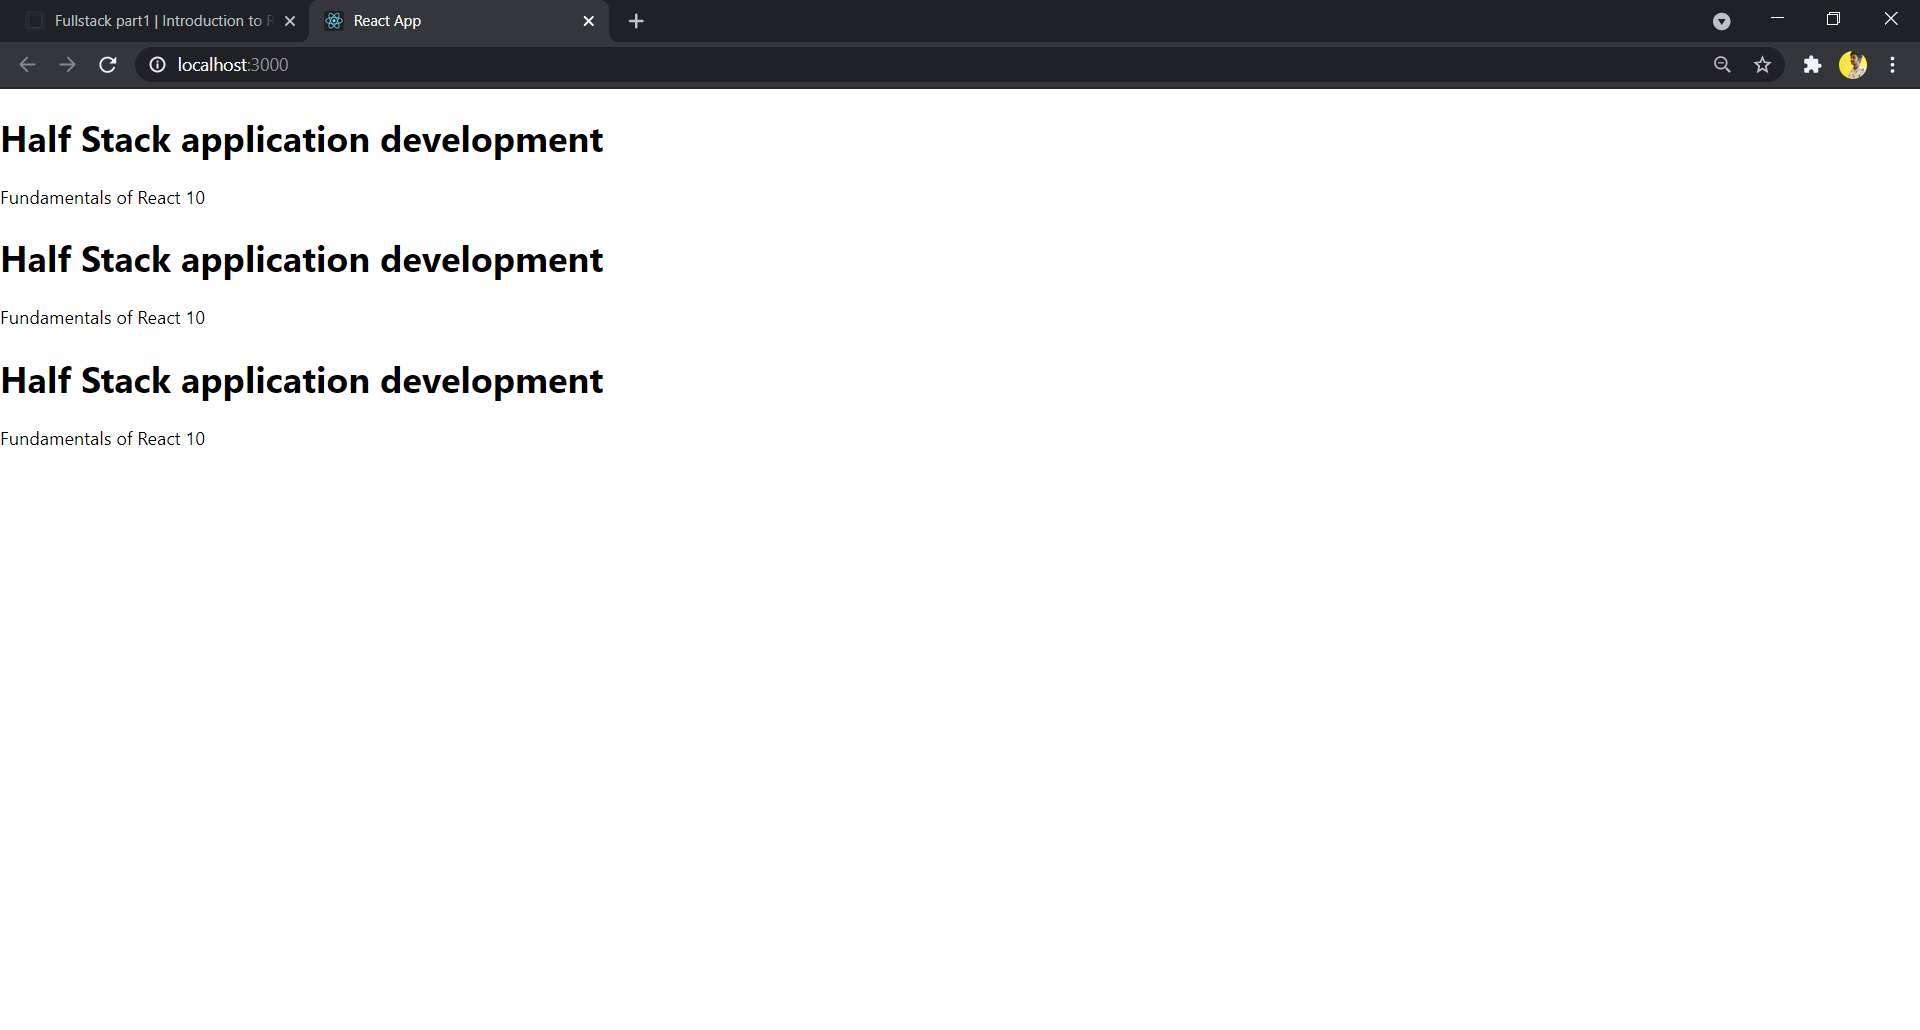 Fullstack part1 | Introduction to
React App
localhost:3000
Half Stack application development
Fundamentals of React 10
Half Stack application development
Fundamentals of React 10
Half Stack application development
Fundamentals of React 10